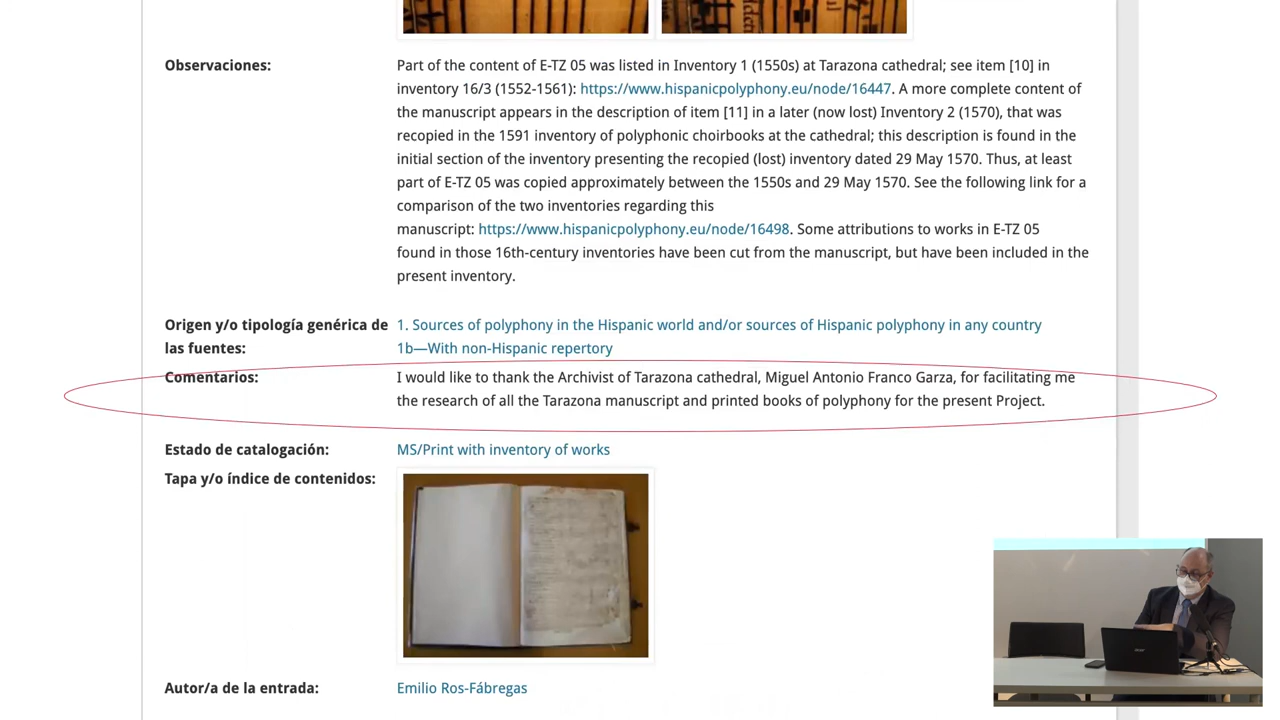 Observaciones: Part of the content of E-TZ 05 was listed in Inventory 1 (1550s) at Tarazona cathedral; see item [10] in
inventory 16/3 (1552-1561): https://www.hispanicpolyphony.eu/node/16447. A more complete content of
the manuscript appears in the description of item [11] in a later (now lost) Inventory 2 (1570), that was
recopied in the 1591 inventory of polyphonic choirbooks at the cathedral; this description is found in the
initial section of the inventory presenting the recopied (lost) inventory dated 29 May 1570. Thus, at least
part of E-TZ 05 was copied approximately between the 1550s and 29 May 1570. See the following link for a
comparison of the two inventories regarding this
manuscript: https://www.hispanicpolyphony.eu/node/16498. Some attributions to works in E-TZ 05
found in those 16th-century inventories have been cut from the manuscript, but have been included in the
present inventory.
Origen y/o tipología genérica de 1. Sources of polyphony in the Hispanic world and/or sources of Hispanic polyphony in any country
las fuentes: 1b—With non-Hispanic repertory
Comentarios: I would like to thank the Archivist of Tarazona cathedral, Miguel Antonio Franco Garza, for facilitating me
the research of all the Tarazona manuscript and printed books of polyphony for the present Project.
Estado de catalogación: MS/Print with inventory of works
Tapa y/o índice de contenidos:
Autor/a de la entrada: Emilio Ros-Fábregas